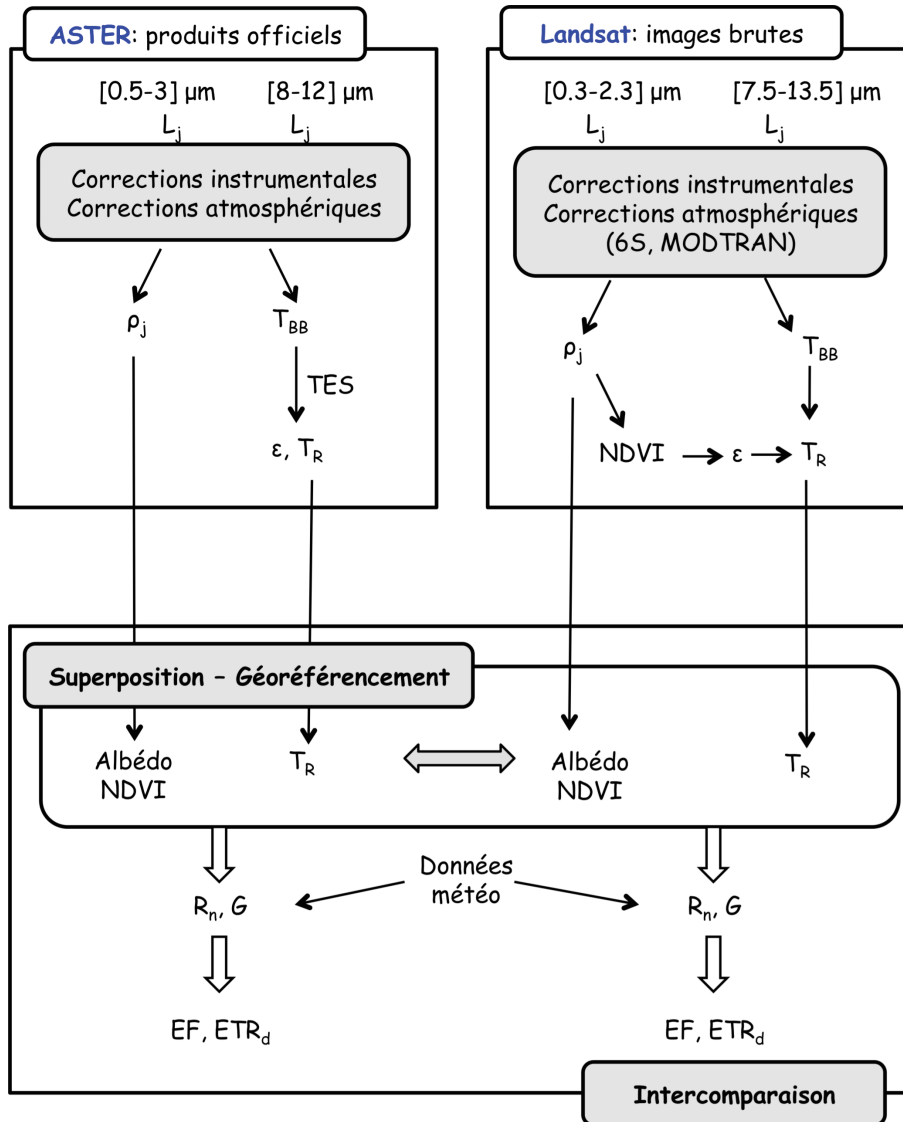 ASTER: produits officiels
[0.5-3] µm [8-12] µm
Lj Lj
Corrections instrumentales
Corrections atmosphériques
ρj TBB
TES
ε, TR
Landsat: images brutes
[0.3-2.3] µm [7.5-13.5] µm
Lj Lj
Corrections instrumentales
Corrections atmosphériques
(6S, MODTRAN)
ρj TBB
NDVI ε TR
Superposition – Géoréférencement
Albédo TR Albédo TR
NDVI NDVI
Données
météo
Rn, G Rn, G
EF, ETRd EF, ETRd
Intercomparaison